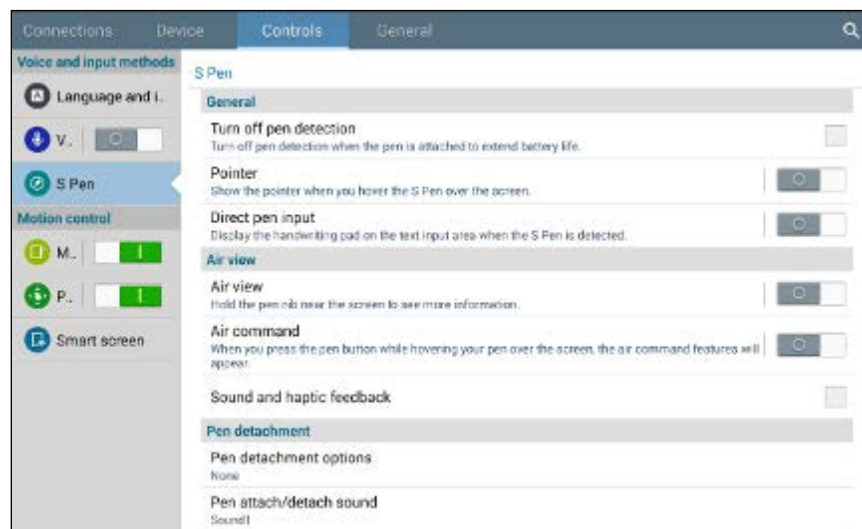 Connections Device Controls General
Voice and input methods
Language and i..
V..
S Pen
Motion control
M..
P..
Smart screen
S Pen
General
Turn off pen detection
Turn off pen detection when the pen is attached to extend battery life.
Pointer
Show the pointer when you hover the S Pen over the screen.
Direct pen input
Display the handwriting pad on the text input area when the S Pen is detected.
Air view
Air view
Hold the pen nib near the screen to see more information.
Air command
When you press the pen button while hovering your pen over the screen, the air command features will
appear.
Sound and haptic feedback
Pen detachment
Pen detachment options
None
Pen attach/detach sound
Sound1